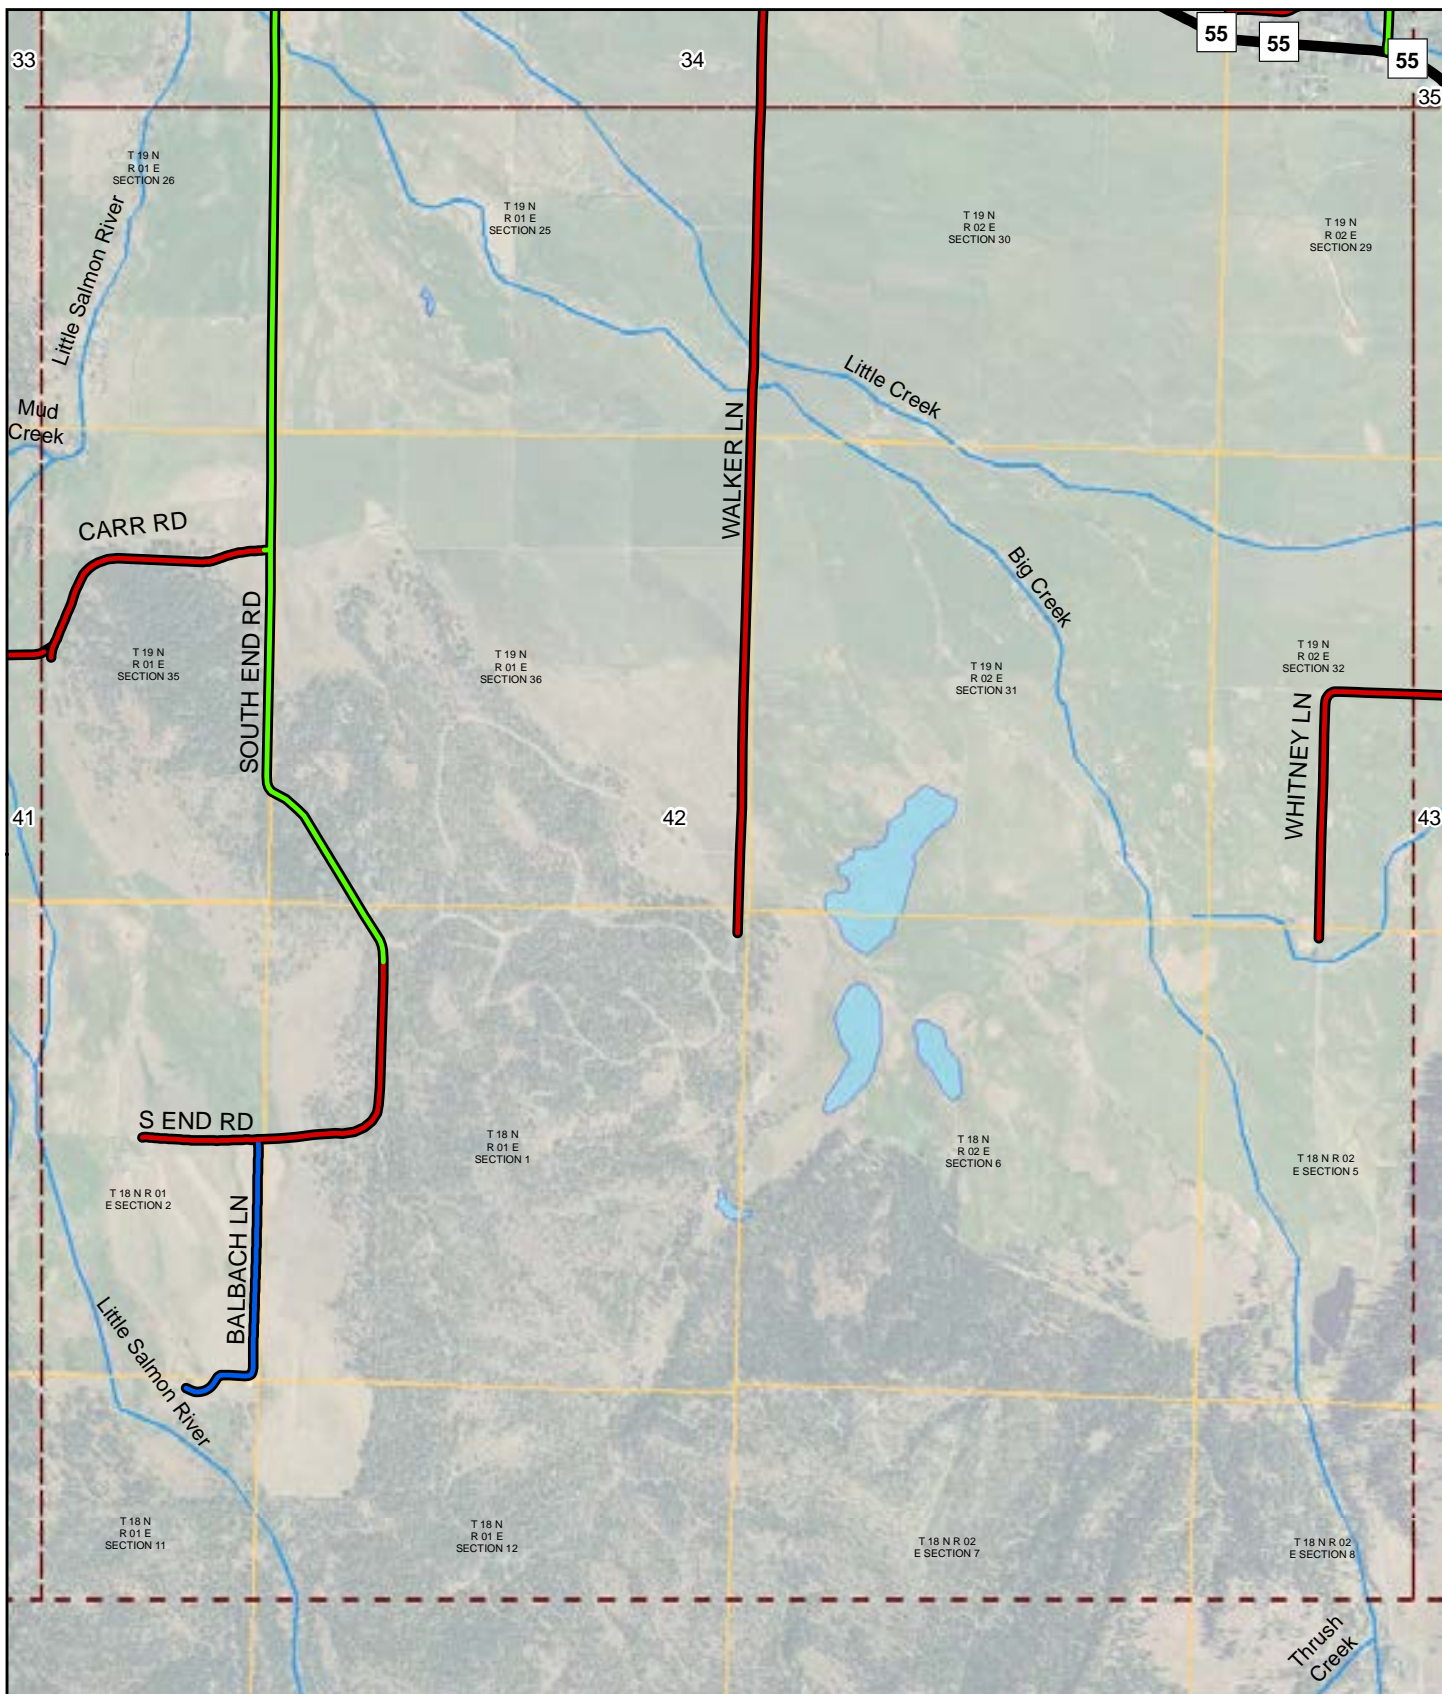 55
55
55
33
34
35
T 19 N
R 01 E
SECTION 26
T 19 N
R 01 E
SECTION 25
T 19 N
R 02 E
SECTION 30
T 19 N
R 02 E
SECTION 29
Little Salmon River
Little Creek
Mud
Creek
WALKER LN
CARR RD
Big Creek
SOUTH END RD
T 19 N
R 01 E
SECTION 35
T 19 N
R 01 E
SECTION 36
T 19 N
R 02 E
SECTION 31
T 19 N
R 02 E
SECTION 32
WHITNEY LN
41
42
43
S END RD
T 18 N
R 01 E
SECTION 1
T 18 N
R 02 E
SECTION 6
T 18 N R 02
E SECTION 5
T 18 N R 01
E SECTION 2
BALBACH LN
Little Salmon River
T 18 N
R 01 E
SECTION 11
T 18 N
R 01 E
SECTION 12
T 18 N R 02
E SECTION 7
T 18 N R 02
E SECTION 8
Thrush
Creek